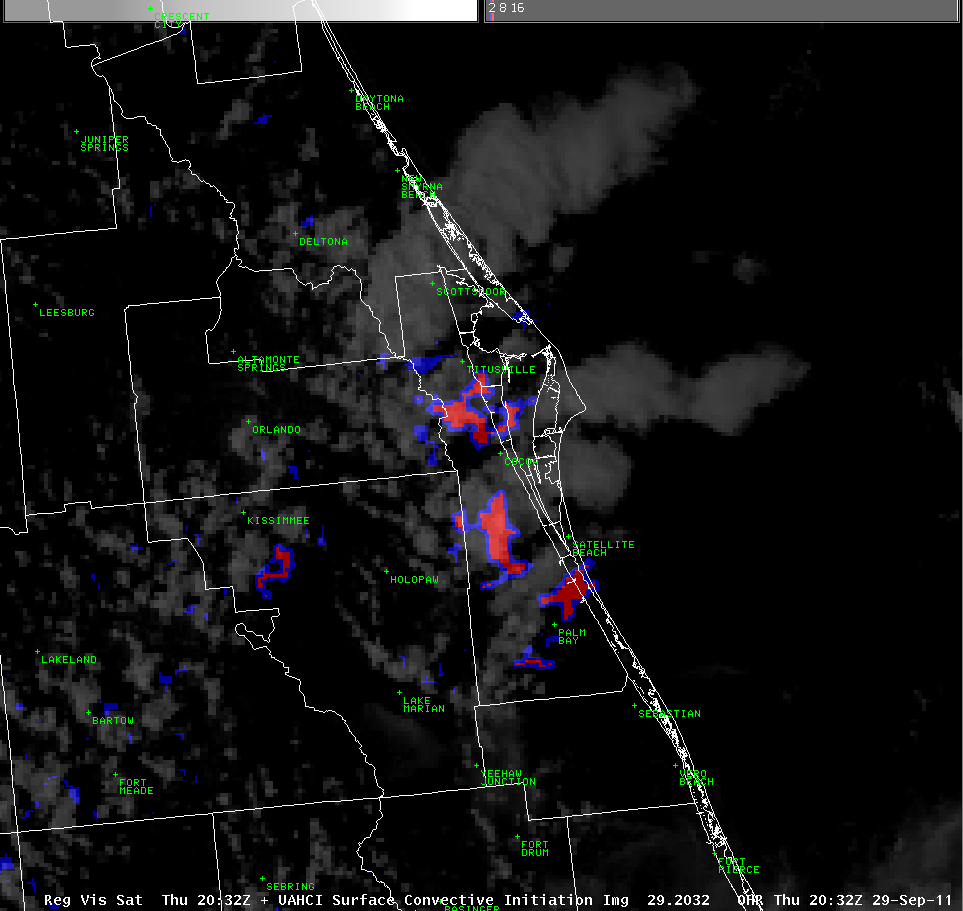 2 8 16
CRESCENT
CITY
DAYTONA
BEACH
JUNIPER
SPRINGS
NEW
SMYRNA
BEACH
DELTONA
SCOTTSMOOR
LEESBURG
ALTAMONTE
SPRINGS
TITUSVILLE
ORLANDO
COCOA
KISSIMMEE
SATELLITE
BEACH
HOLOPAW
PALM
BAY
LAKELAND
LAKE
MARIAN
BARTOW
SEBASTIAN
YEEHAW
JUNCTION
VERO
BEACH
FORT
MEADE
FORT
DRUM
FORT
PIERCE
SEBRING
Reg Vis Sat Thu 20:32Z + UAHCI Surface Convective Initiation Img 29.2032 0HR Thu 20:32Z 29-Sep-11
BASINGER